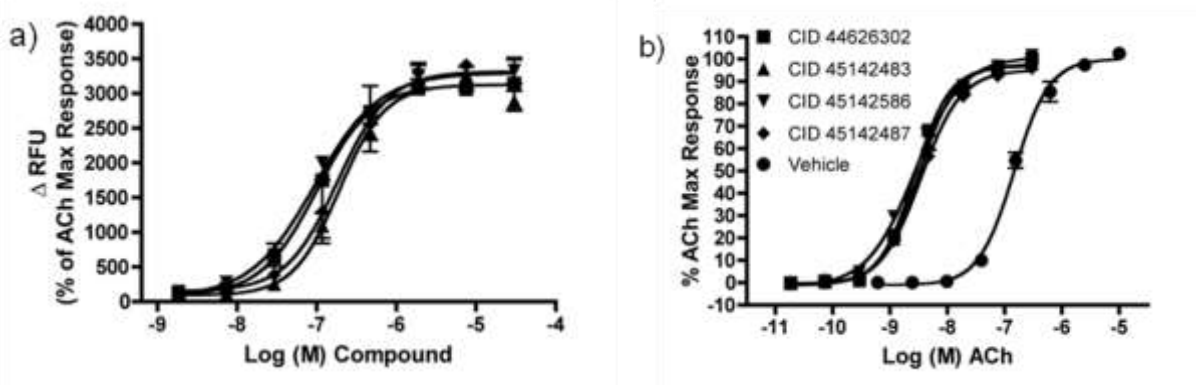 a)
Δ RFU
(% of ACh Max Response)
4000
3500
3000
2500
2000
1500
1000
500
0
-9 -8 -7 -6 -5 -4
Log (M) Compound
b)
% ACh Max Response
110
100
90
80
70
60
50
40
30
20
10
0
-10
CID 44626302
CID 45142483
CID 45142586
CID 45142487
Vehicle
-11 -10 -9 -8 -7 -6 -5
Log (M) ACh